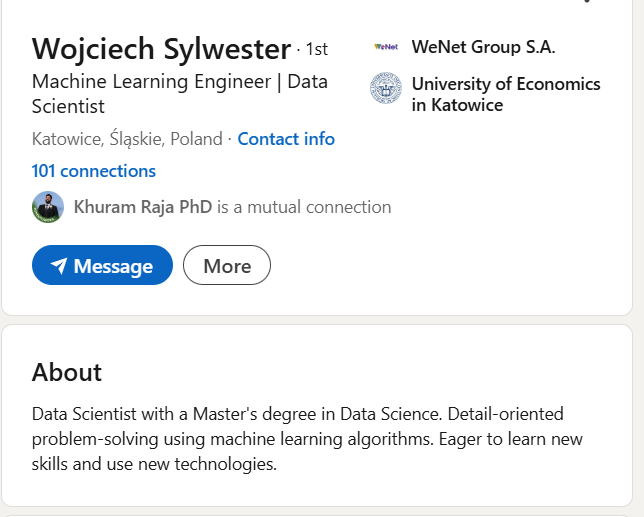 Wojciech Sylwester · 1st
Machine Learning Engineer | Data
Scientist
Katowice, Śląskie, Poland · Contact info
101 connections
Khuram Raja PhD is a mutual connection
Message
More
WeNet
WeNet Group S.A.
University of Economics
in Katowice
About
Data Scientist with a Master's degree in Data Science. Detail-oriented
problem-solving using machine learning algorithms. Eager to learn new
skills and use new technologies.